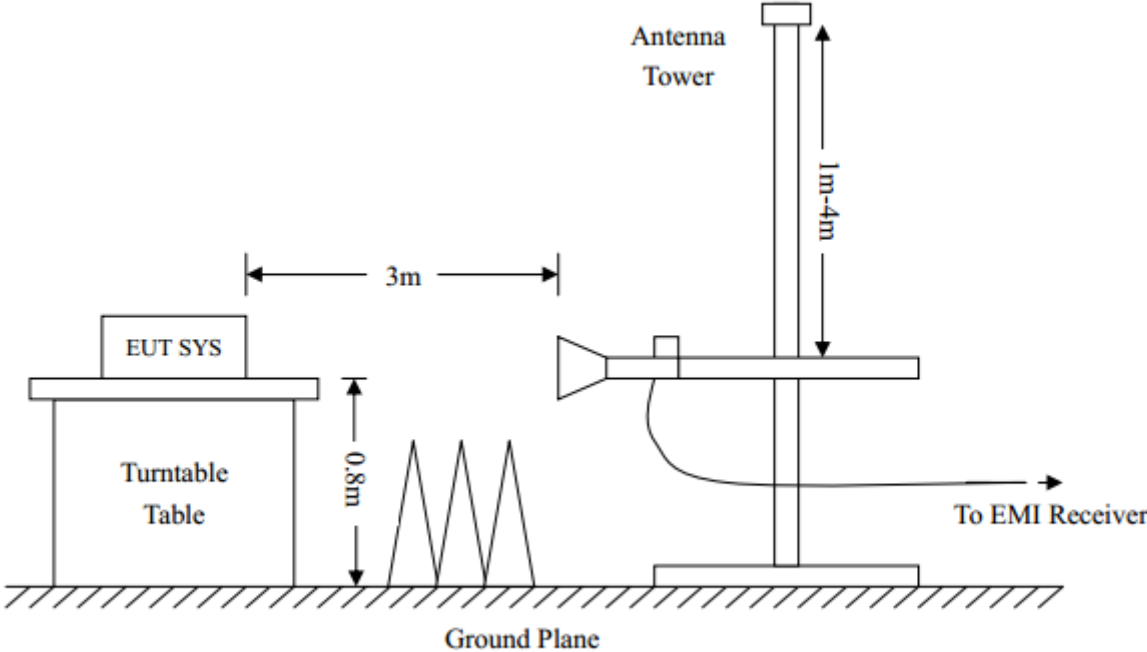 Antenna
Tower
1m-4m
3m
EUT SYS
0.8m
Turntable
Table
To EMI Receiver
Ground Plane